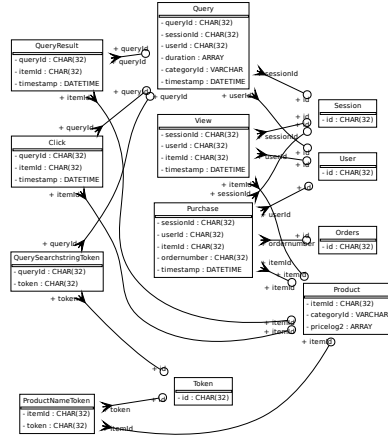 Query
- queryId : CHAR(32)
- sessionId : CHAR(32)
- userId : CHAR(32)
- duration : ARRAY
- categoryId : VARCHAR
- timestamp : DATETIME
QueryResult
- queryId : CHAR(32)
- itemId : CHAR(32)
- timestamp : DATETIME
+ queryId
+ queryId
sessionId
+ itemId
+ queryId
+ queryId
+ userId
+ id
Session
- id : CHAR(32)
View
- sessionId : CHAR(32)
- userId : CHAR(32)
- itemId : CHAR(32)
- timestamp : DATETIME
+ queryId
+ id
sessionId
+ id
Click
- queryId : CHAR(32)
- itemId : CHAR(32)
- timestamp : DATETIME
+ id
userId
+ id
User
- id : CHAR(32)
+ itemId
+ sessionId
+ itemId
+ id
Purchase
- sessionId : CHAR(32)
- userId : CHAR(32)
- itemId : CHAR(32)
- ordernumber : CHAR(32)
- timestamp : DATETIME
userId
+ id
ordernumber
Orders
- id : CHAR(32)
+ queryId
QuerySearchstringToken
- queryId : CHAR(32)
- token : CHAR(32)
+ itemId
+ itemId
itemId
Product
- itemId : CHAR(32)
- categoryId : VARCHAR
- pricelog2 : ARRAY
+ token
+ itemId
+ itemId
+ itemId
+ id
Token
- id : CHAR(32)
+ id
ProductNameToken
- itemId : CHAR(32)
- token : CHAR(32)
+ token
+ itemId